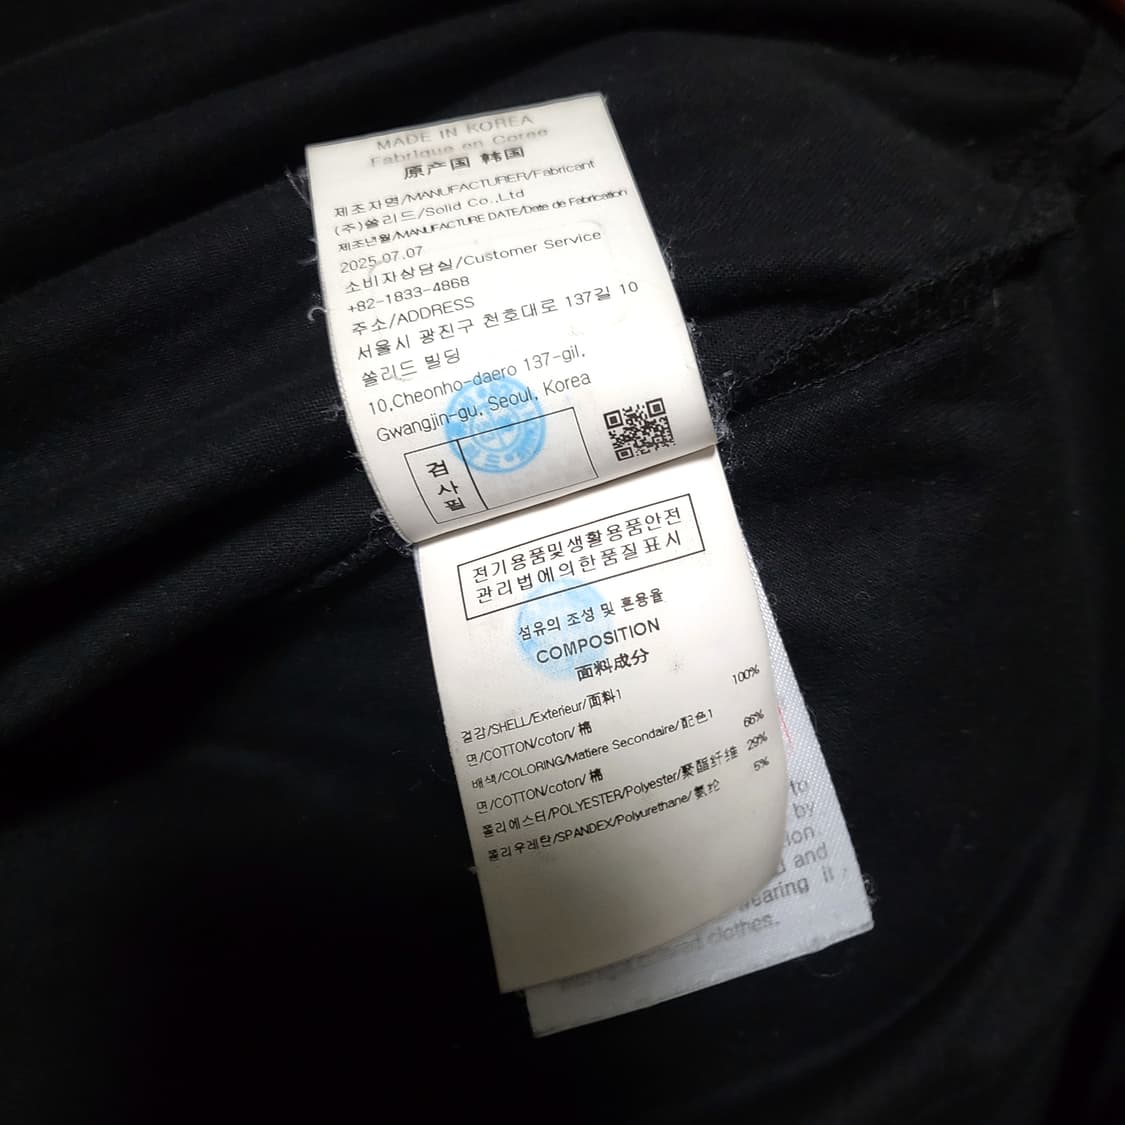 MADE IN KOREA
Fabrique en Coree
原产国 韩国
제조자명/MANUFACTURER/Fabricant
(주)쏠리드/Solid Co.,Ltd
제조년월/MANUFACTURE DATE/Date de Fabrication
2025.07.07
소비자상담실/Customer Service
+82-1833-4868
주소/ADDRESS
서울시 광진구 천호대로 137길 10
쏠리드 빌딩
10,Cheonho-daero 137-gil,
Gwangjin-gu, Seoul, Korea
검사필
전기용품및생활용품안전
관리법에의한품질표시
섬유의 조성 및 혼용율
COMPOSITION
面料成分
겉감/SHELL/Exterieur/面料1
면/COTTON/coton/ 棉 100%
배색/COLORING/Matiere Secondaire/配色1
면/COTTON/coton/ 棉 66%
폴리에스터/POLYESTER/Polyester/聚酯纤维 29%
폴리우레탄/SPANDEX/Polyurethane/ 氨纶 5%
to
by
and
wearing it
clothes.